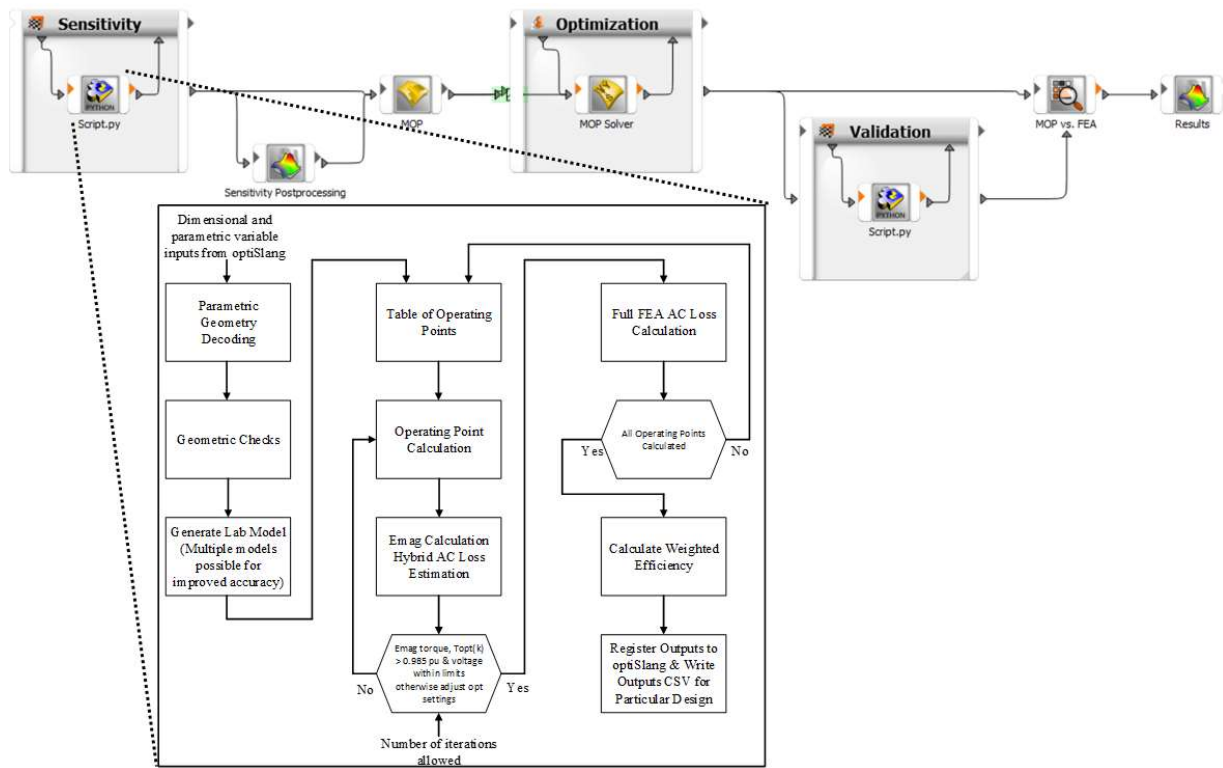 Sensitivity
Optimization
PYTHON
Script.py
MOP
MOP Solver
MOP vs. FEA
Results
Sensitivity Postprocessing
Validation
PYTHON
Script.py
Dimensional and
parametric variable
inputs from optiSlang
Parametric
Geometry
Decoding
Geometric Checks
Generate Lab Model
(Multiple models
possible for
improved accuracy)
Table of Operating
Points
Operating Point
Calculation
Emag Calculation
Hybrid AC Loss
Estimation
Emag torque, Topt(k)
> 0.985 pu & voltage
within limits
otherwise adjust opt
settings
No
Yes
Number of iterations
allowed
Full FEA AC Loss
Calculation
All Operating Points
Calculated
Yes
No
Calculate Weighted
Efficiency
Register Outputs to
optiSlang & Write
Outputs CSV for
Particular Design